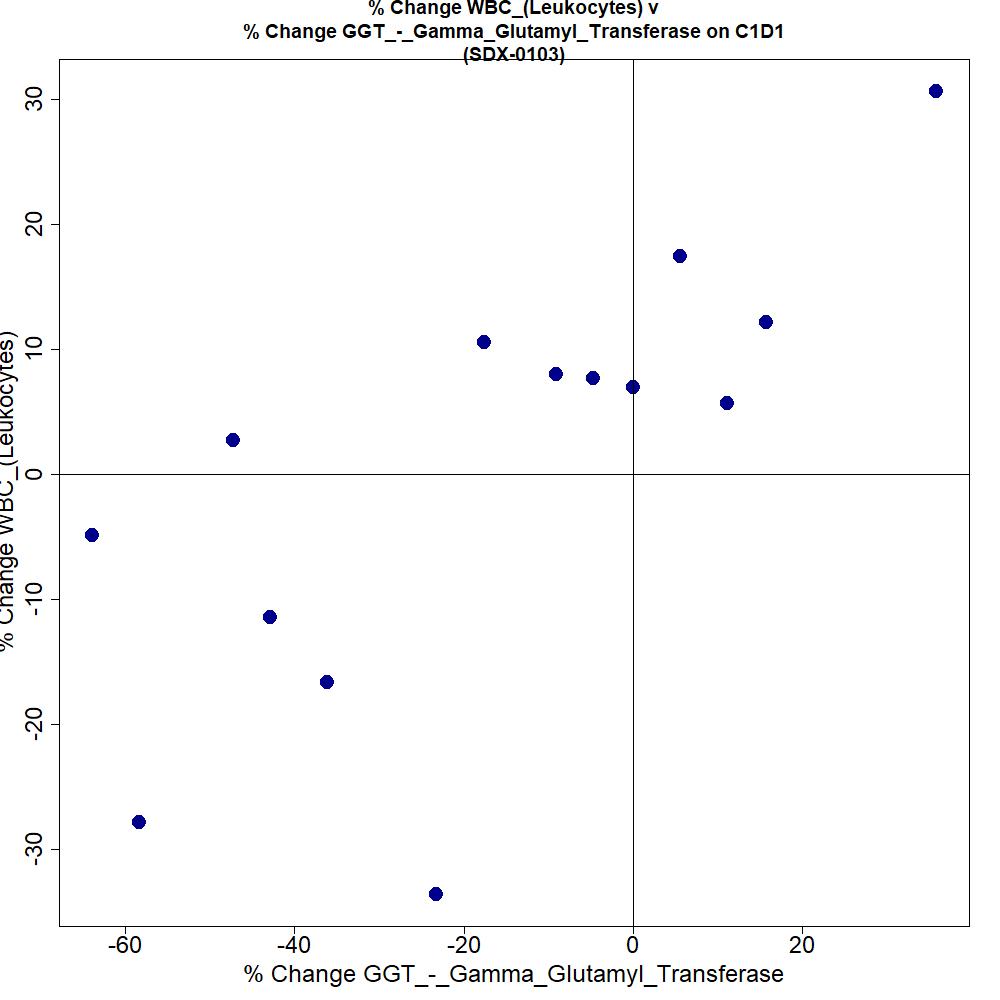 % Change WBC_(Leukocytes) v
% Change GGT_-_Gamma_Glutamyl_Transferase on C1D1
(SDX-0103)
% Change WBC_(Leukocytes)
30
20
10
0
-10
-20
-30
-60
-40
-20
0
20
% Change GGT_-_Gamma_Glutamyl_Transferase